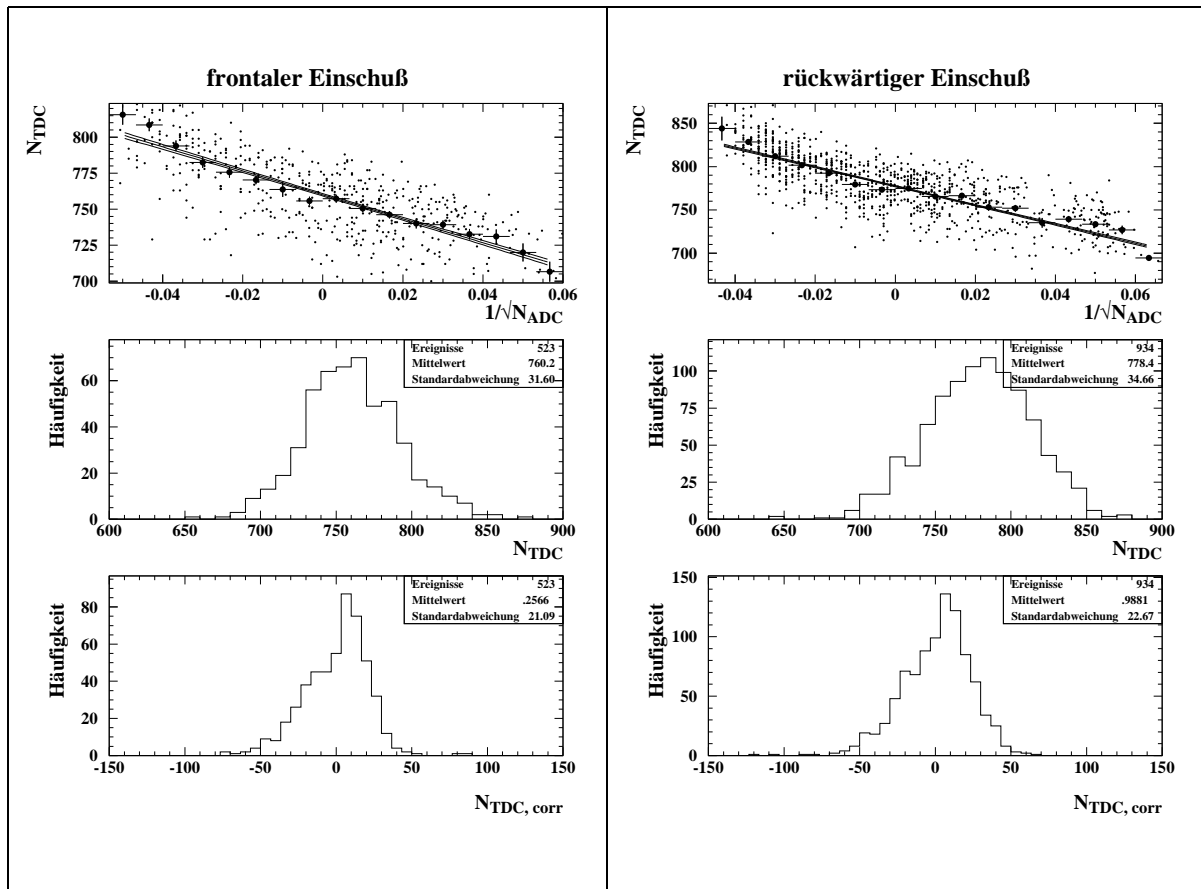 frontaler Einschuß
N_TDC
800
775
750
725
700
-0.04 -0.02 0 0.02 0.04 0.06
1/√N_ADC
Häufigkeit
60
40
20
0
Ereignisse 523
Mittelwert 760.2
Standardabweichung 31.60
600 650 700 750 800 850 900
N_TDC
Häufigkeit
80
60
40
20
0
Ereignisse 523
Mittelwert .2566
Standardabweichung 21.09
-150 -100 -50 0 50 100 150
N_TDC, corr
rückwärtiger Einschuß
N_TDC
850
800
750
700
-0.04 -0.02 0 0.02 0.04 0.06
1/√N_ADC
Häufigkeit
100
75
50
25
0
Ereignisse 934
Mittelwert 778.4
Standardabweichung 34.66
600 650 700 750 800 850 900
N_TDC
Häufigkeit
150
100
50
0
Ereignisse 934
Mittelwert .9881
Standardabweichung 22.67
-150 -100 -50 0 50 100 150
N_TDC, corr